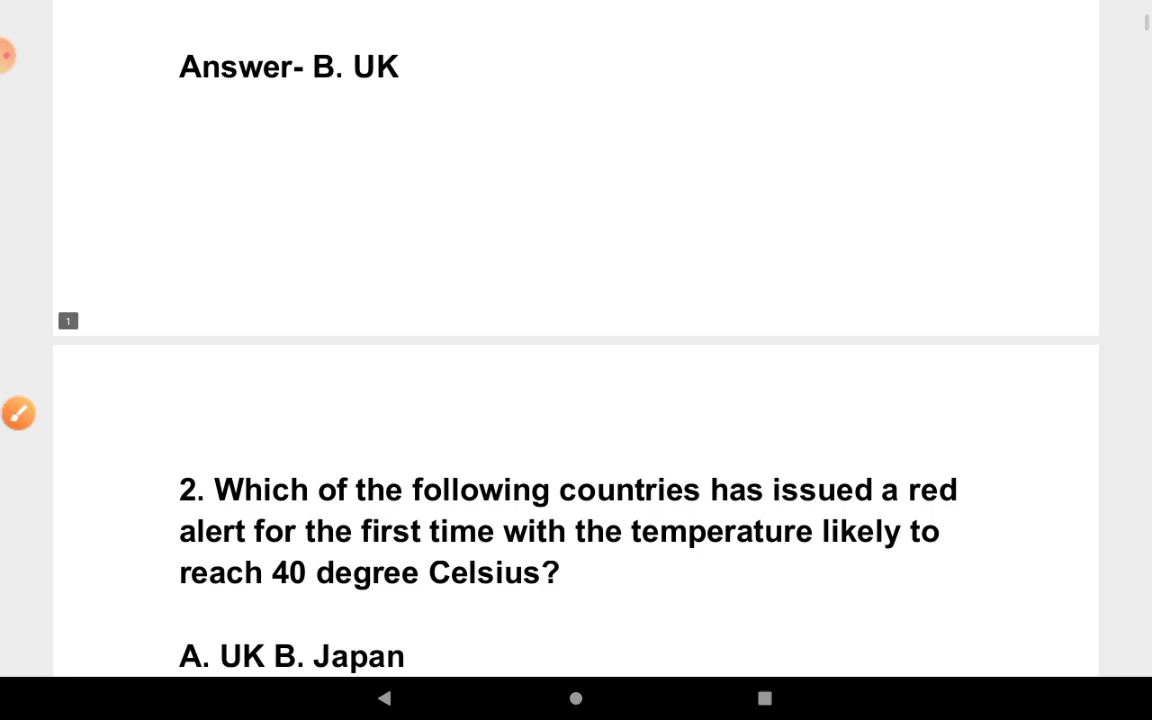 Answer- B. UK
1
2. Which of the following countries has issued a red
alert for the first time with the temperature likely to
reach 40 degree Celsius?
A. UK B. Japan